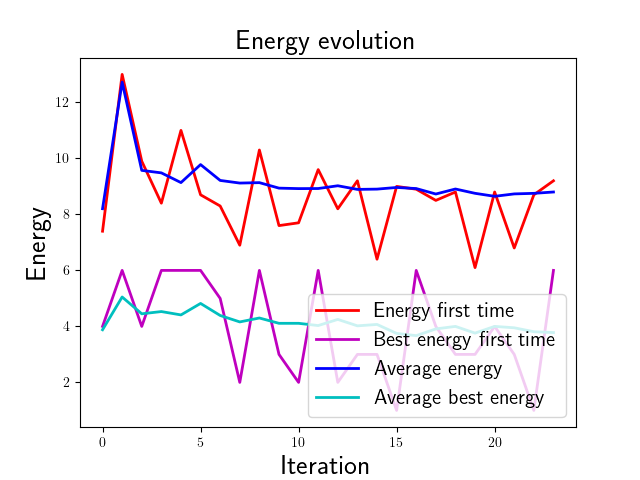 Energy evolution
Energy
12
10
8
6
4
2
Energy first time
Best energy first time
Average energy
Average best energy
0
5
10
15
20
Iteration